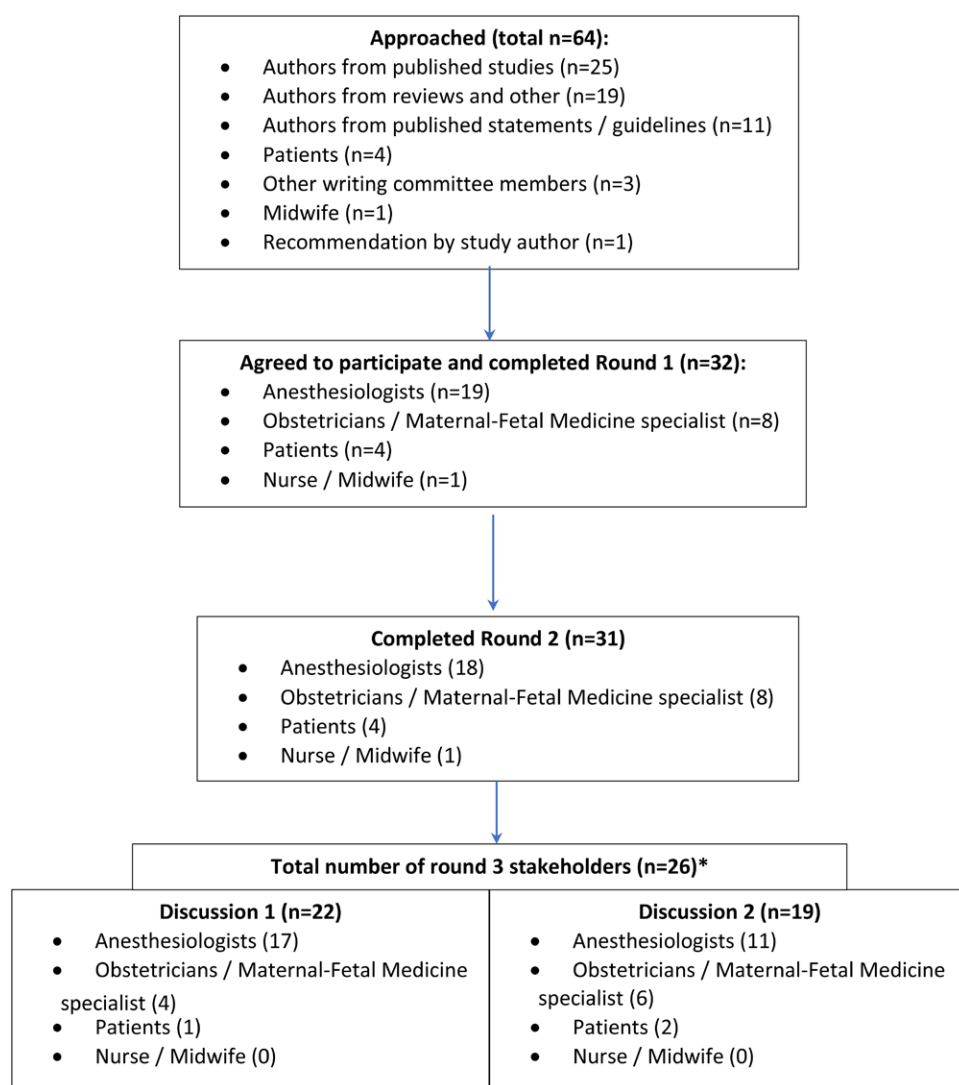 Approached (total n=64):
• Authors from published studies (n=25)
• Authors from reviews and other (n=19)
• Authors from published statements / guidelines (n=11)
• Patients (n=4)
• Other writing committee members (n=3)
• Midwife (n=1)
• Recommendation by study author (n=1)
Agreed to participate and completed Round 1 (n=32):
• Anesthesiologists (n=19)
• Obstetricians / Maternal-Fetal Medicine specialist (n=8)
• Patients (n=4)
• Nurse / Midwife (n=1)
Completed Round 2 (n=31)
• Anesthesiologists (18)
• Obstetricians / Maternal-Fetal Medicine specialist (8)
• Patients (4)
• Nurse / Midwife (1)
Total number of round 3 stakeholders (n=26)*
Discussion 1 (n=22)
• Anesthesiologists (17)
• Obstetricians / Maternal-Fetal Medicine
specialist (4)
• Patients (1)
• Nurse / Midwife (0)
Discussion 2 (n=19)
• Anesthesiologists (11)
• Obstetricians / Maternal-Fetal Medicine
specialist (6)
• Patients (2)
• Nurse / Midwife (0)